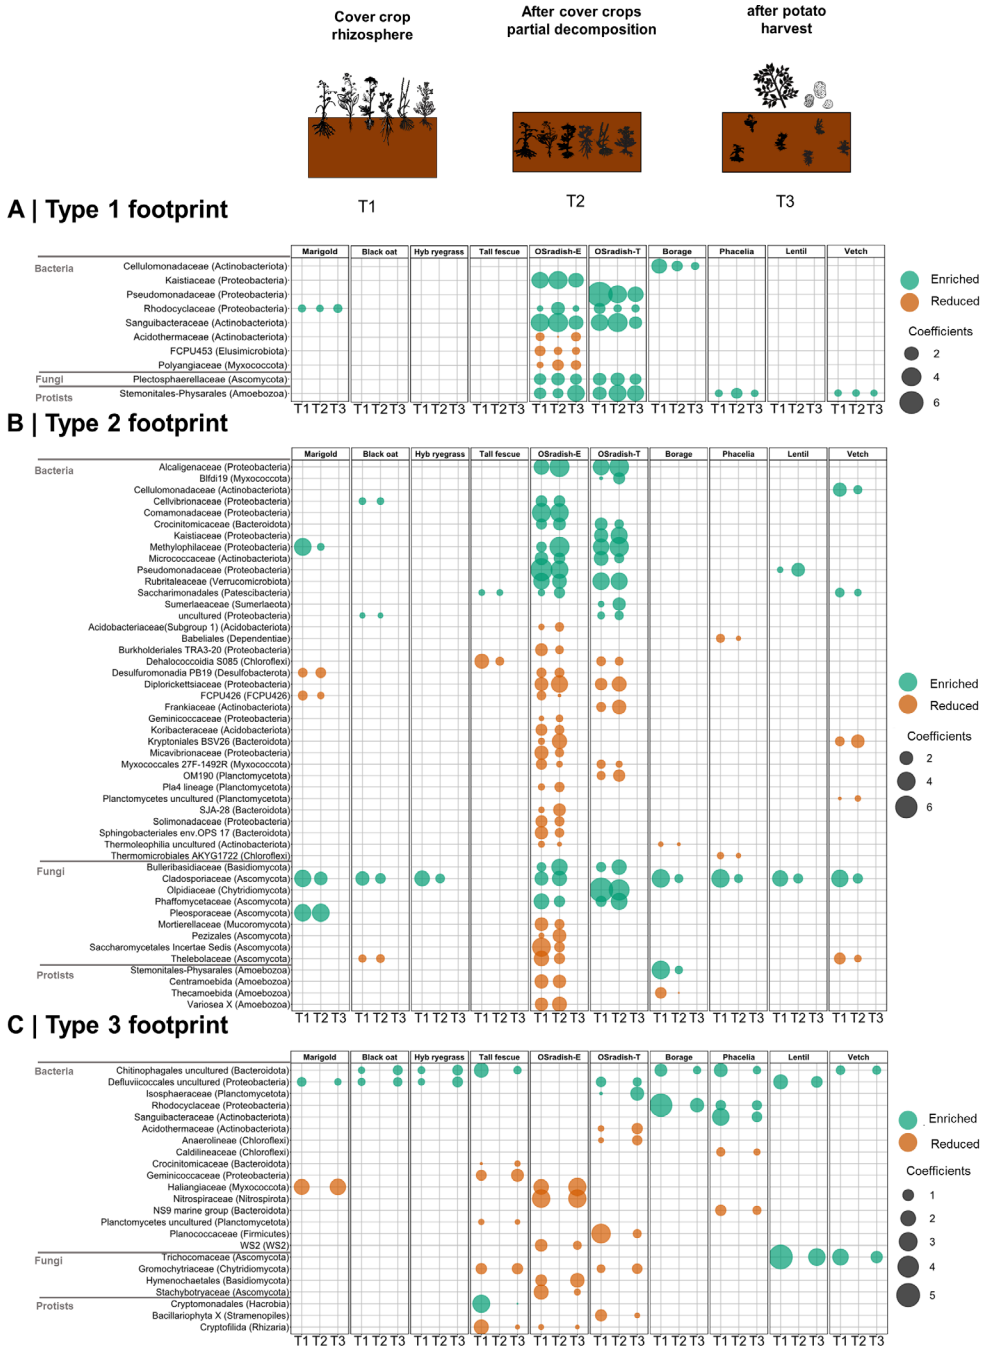 Cover crop
rhizosphere
After cover crops
partial decomposition
after potato
harvest
T1
T2
T3
A | Type 1 footprint
Marigold Black oat Hyb ryegrass Tall fescue OSradish-E OSradish-T Borage Phacelia Lentil Vetch
Bacteria
Cellulomonadaceae (Actinobacteriota)
Kaistiaceae (Proteobacteria)
Pseudomonadaceae (Proteobacteria)
Rhodocyclaceae (Proteobacteria)
Sanguibacteraceae (Actinobacteriota)
Acidothermaceae (Actinobacteriota)
FCPU453 (Elusimicrobiota)
Polyangiaceae (Myxococcota)
Fungi
Plectosphaerellaceae (Ascomycota)
Protists
Stemonitales-Physarales (Amoebozoa)
T1 T2 T3 T1 T2 T3 T1 T2 T3 T1 T2 T3 T1 T2 T3 T1 T2 T3 T1 T2 T3 T1 T2 T3 T1 T2 T3 T1 T2 T3
Enriched
Reduced
Coefficients
2
4
6
B | Type 2 footprint
Marigold Black oat Hyb ryegrass Tall fescue OSradish-E OSradish-T Borage Phacelia Lentil Vetch
Bacteria
Alcaligenaceae (Proteobacteria)
Blfdi19 (Myxococcota)
Cellulomonadaceae (Actinobacteriota)
Cellvibrionaceae (Proteobacteria)
Comamonadaceae (Proteobacteria)
Crocinitomicaceae (Bacteroidota)
Kaistiaceae (Proteobacteria)
Methylophilaceae (Proteobacteria)
Micrococcaceae (Actinobacteriota)
Pseudomonadaceae (Proteobacteria)
Rubritaleaceae (Verrucomicrobiota)
Saccharimonadales (Patescibacteria)
Sumerlaeaceae (Sumerlaeota)
uncultured (Proteobacteria)
Acidobacteriaceae(Subgroup 1) (Acidobacteriota)
Babeliales (Dependentiae)
Burkholderiales TRA3-20 (Proteobacteria)
Dehalococcoidia S085 (Chloroflexi)
Desulfuromonadia PB19 (Desulfobacterota)
Diplorickettsiaceae (Proteobacteria)
FCPU426 (FCPU426)
Frankiaceae (Actinobacteriota)
Geminicoccaceae (Proteobacteria)
Koribacteraceae (Acidobacteriota)
Kryptoniales BSV26 (Bacteroidota)
Micavibrionaceae (Proteobacteria)
Myxococcales 27F-1492R (Myxococcota)
OM190 (Planctomycetota)
Pla4 lineage (Planctomycetota)
Planctomycetes uncultured (Planctomycetota)
SJA-28 (Bacteroidota)
Solimonadaceae (Proteobacteria)
Sphingobacteriales env.OPS 17 (Bacteroidota)
Thermoleophilia uncultured (Actinobacteriota)
Thermomicrobiales AKYG1722 (Chloroflexi)
Fungi
Bulleribasidiaceae (Basidiomycota)
Cladosporiaceae (Ascomycota)
Olpidiaceae (Chytridiomycota)
Phaffomycetaceae (Ascomycota)
Pleosporaceae (Ascomycota)
Mortierellaceae (Mucoromycota)
Pezizales (Ascomycota)
Saccharomycetales Incertae Sedis (Ascomycota)
Thelebolaceae (Ascomycota)
Protists
Stemonitales-Physarales (Amoebozoa)
Centramoebida (Amoebozoa)
Thecamoebida (Amoebozoa)
Variosea X (Amoebozoa)
T1 T2 T3 T1 T2 T3 T1 T2 T3 T1 T2 T3 T1 T2 T3 T1 T2 T3 T1 T2 T3 T1 T2 T3 T1 T2 T3 T1 T2 T3
Enriched
Reduced
Coefficients
2
4
6
C | Type 3 footprint
Marigold Black oat Hyb ryegrass Tall fescue OSradish-E OSradish-T Borage Phacelia Lentil Vetch
Bacteria
Chitinophagales uncultured (Bacteroidota)
Defluviicoccales uncultured (Proteobacteria)
Isosphaeraceae (Planctomycetota)
Rhodocyclaceae (Proteobacteria)
Sanguibacteraceae (Actinobacteriota)
Acidothermaceae (Actinobacteriota)
Anaerolineae (Chloroflexi)
Caldilineaceae (Chloroflexi)
Crocinitomicaceae (Bacteroidota)
Geminicoccaceae (Proteobacteria)
Haliangiaceae (Myxococcota)
Nitrospiraceae (Nitrospirota)
NS9 marine group (Bacteroidota)
Planctomycetes uncultured (Planctomycetota)
Planococcaceae (Firmicutes)
WS2 (WS2)
Fungi
Trichocomaceae (Ascomycota)
Gromochytriaceae (Chytridiomycota)
Hymenochaetales (Basidiomycota)
Stachybotryaceae (Ascomycota)
Protists
Cryptomonadales (Hacrobia)
Bacillariophyta X (Stramenopiles)
Cryptofilida (Rhizaria)
T1 T2 T3 T1 T2 T3 T1 T2 T3 T1 T2 T3 T1 T2 T3 T1 T2 T3 T1 T2 T3 T1 T2 T3 T1 T2 T3 T1 T2 T3
Enriched
Reduced
Coefficients
1
2
3
4
5